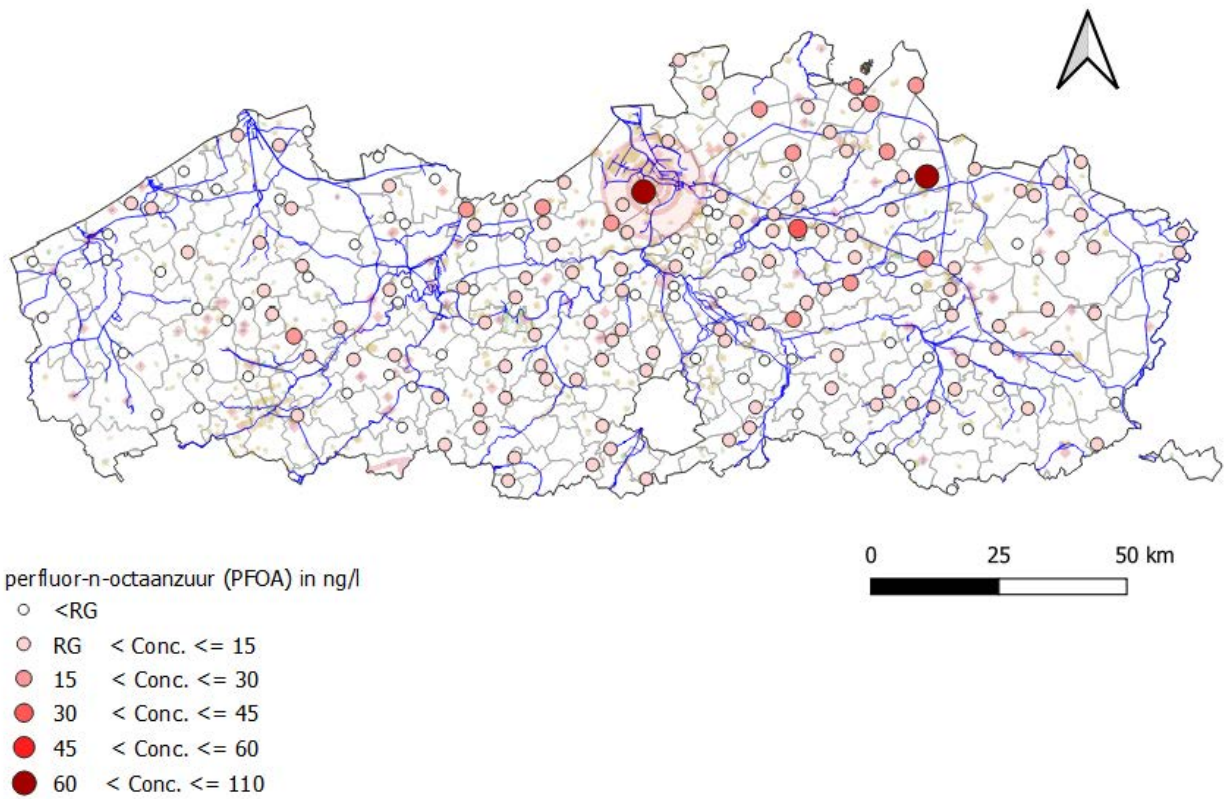 0 25 50 km
perfluor-n-octaanzuur (PFOA) in ng/l
<RG
RG < Conc. <= 15
15 < Conc. <= 30
30 < Conc. <= 45
45 < Conc. <= 60
60 < Conc. <= 110